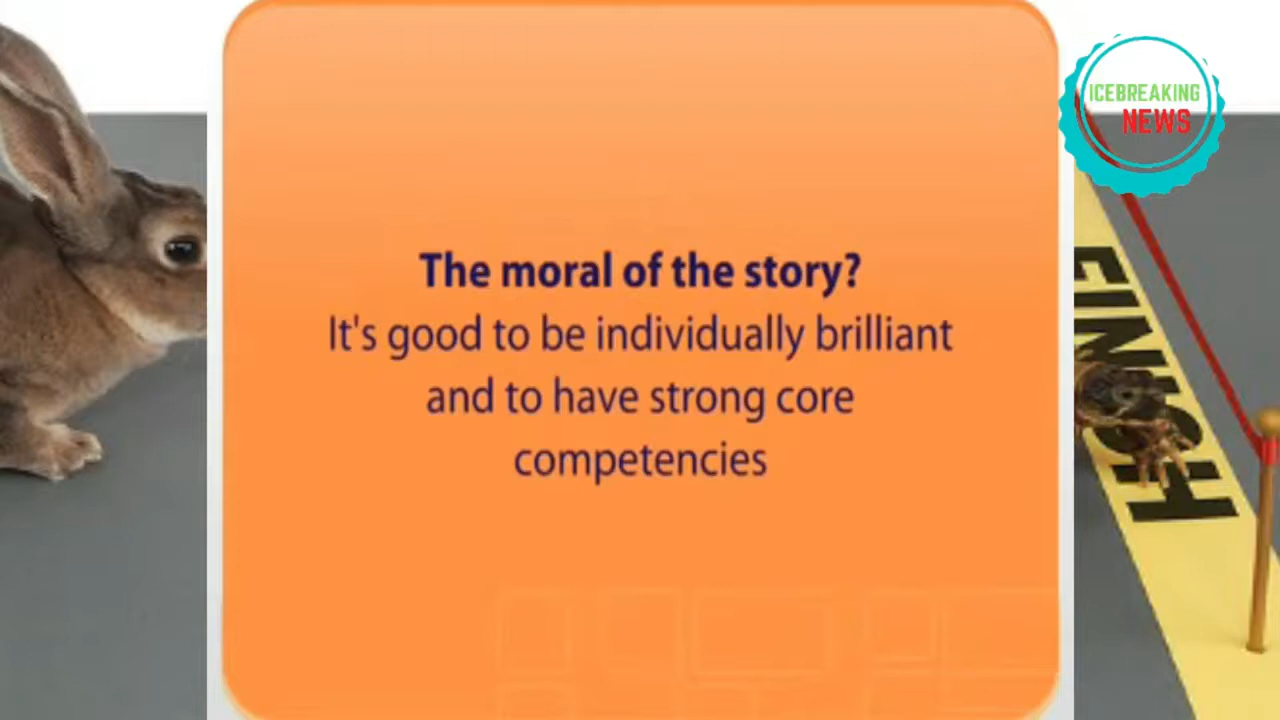 ICEBREAKING
NEWS
The moral of the story?
It's good to be individually brilliant
and to have strong core
competencies
FINISH